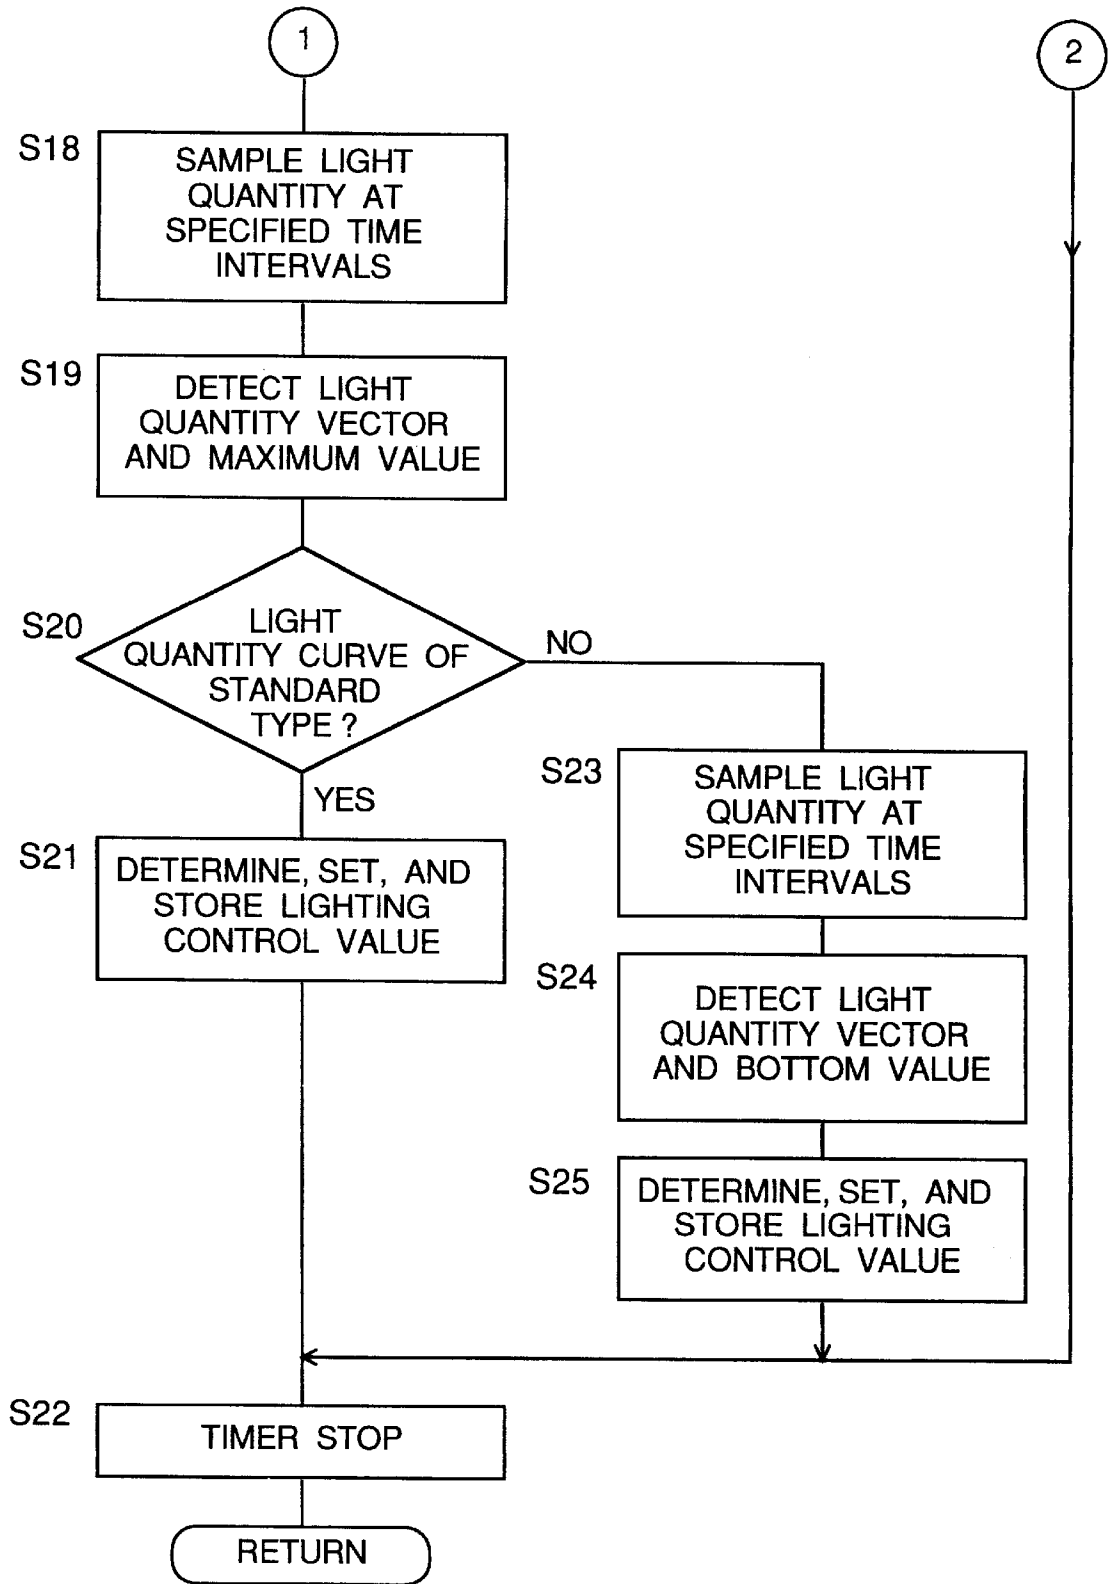 1
2
S18
SAMPLE LIGHT
QUANTITY AT
SPECIFIED TIME
INTERVALS
S19
DETECT LIGHT
QUANTITY VECTOR
AND MAXIMUM VALUE
S20
LIGHT
QUANTITY CURVE OF
STANDARD
TYPE ?
NO
YES
S21
DETERMINE, SET, AND
STORE LIGHTING
CONTROL VALUE
S23
SAMPLE LIGHT
QUANTITY AT
SPECIFIED TIME
INTERVALS
S24
DETECT LIGHT
QUANTITY VECTOR
AND BOTTOM VALUE
S25
DETERMINE, SET, AND
STORE LIGHTING
CONTROL VALUE
S22
TIMER STOP
RETURN